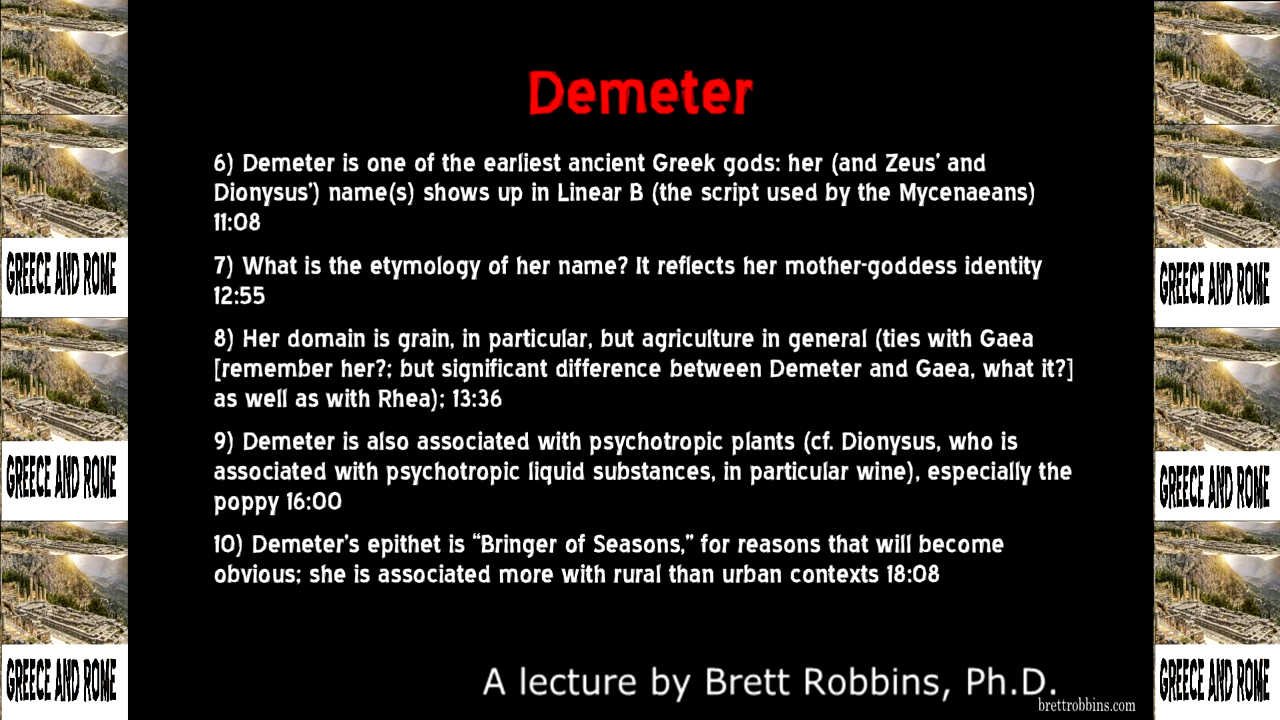 Demeter
6) Demeter is one of the earliest ancient Greek gods: her (and Zeus' and
Dionysus') name(s) shows up in Linear B (the script used by the Mycenaeans)
11:08
7) What is the etymology of her name? It reflects her mother-goddess identity
12:55
8) Her domain is grain, in particular, but agriculture in general (ties with Gaea
[remember her?; but significant difference between Demeter and Gaea, what it?]
as well as with Rhea); 13:36
9) Demeter is also associated with psychotropic plants (cf. Dionysus, who is
associated with psychotropic liquid substances, in particular wine), especially the
poppy 16:00
10) Demeter's epithet is “Bringer of Seasons,” for reasons that will become
obvious; she is associated more with rural than urban contexts 18:08
A lecture by Brett Robbins, Ph.D.
brettrobbins.com
GREECE AND ROME
GREECE AND ROME
GREECE AND ROME
GREECE AND ROME
GREECE AND ROME
GREECE AND ROME